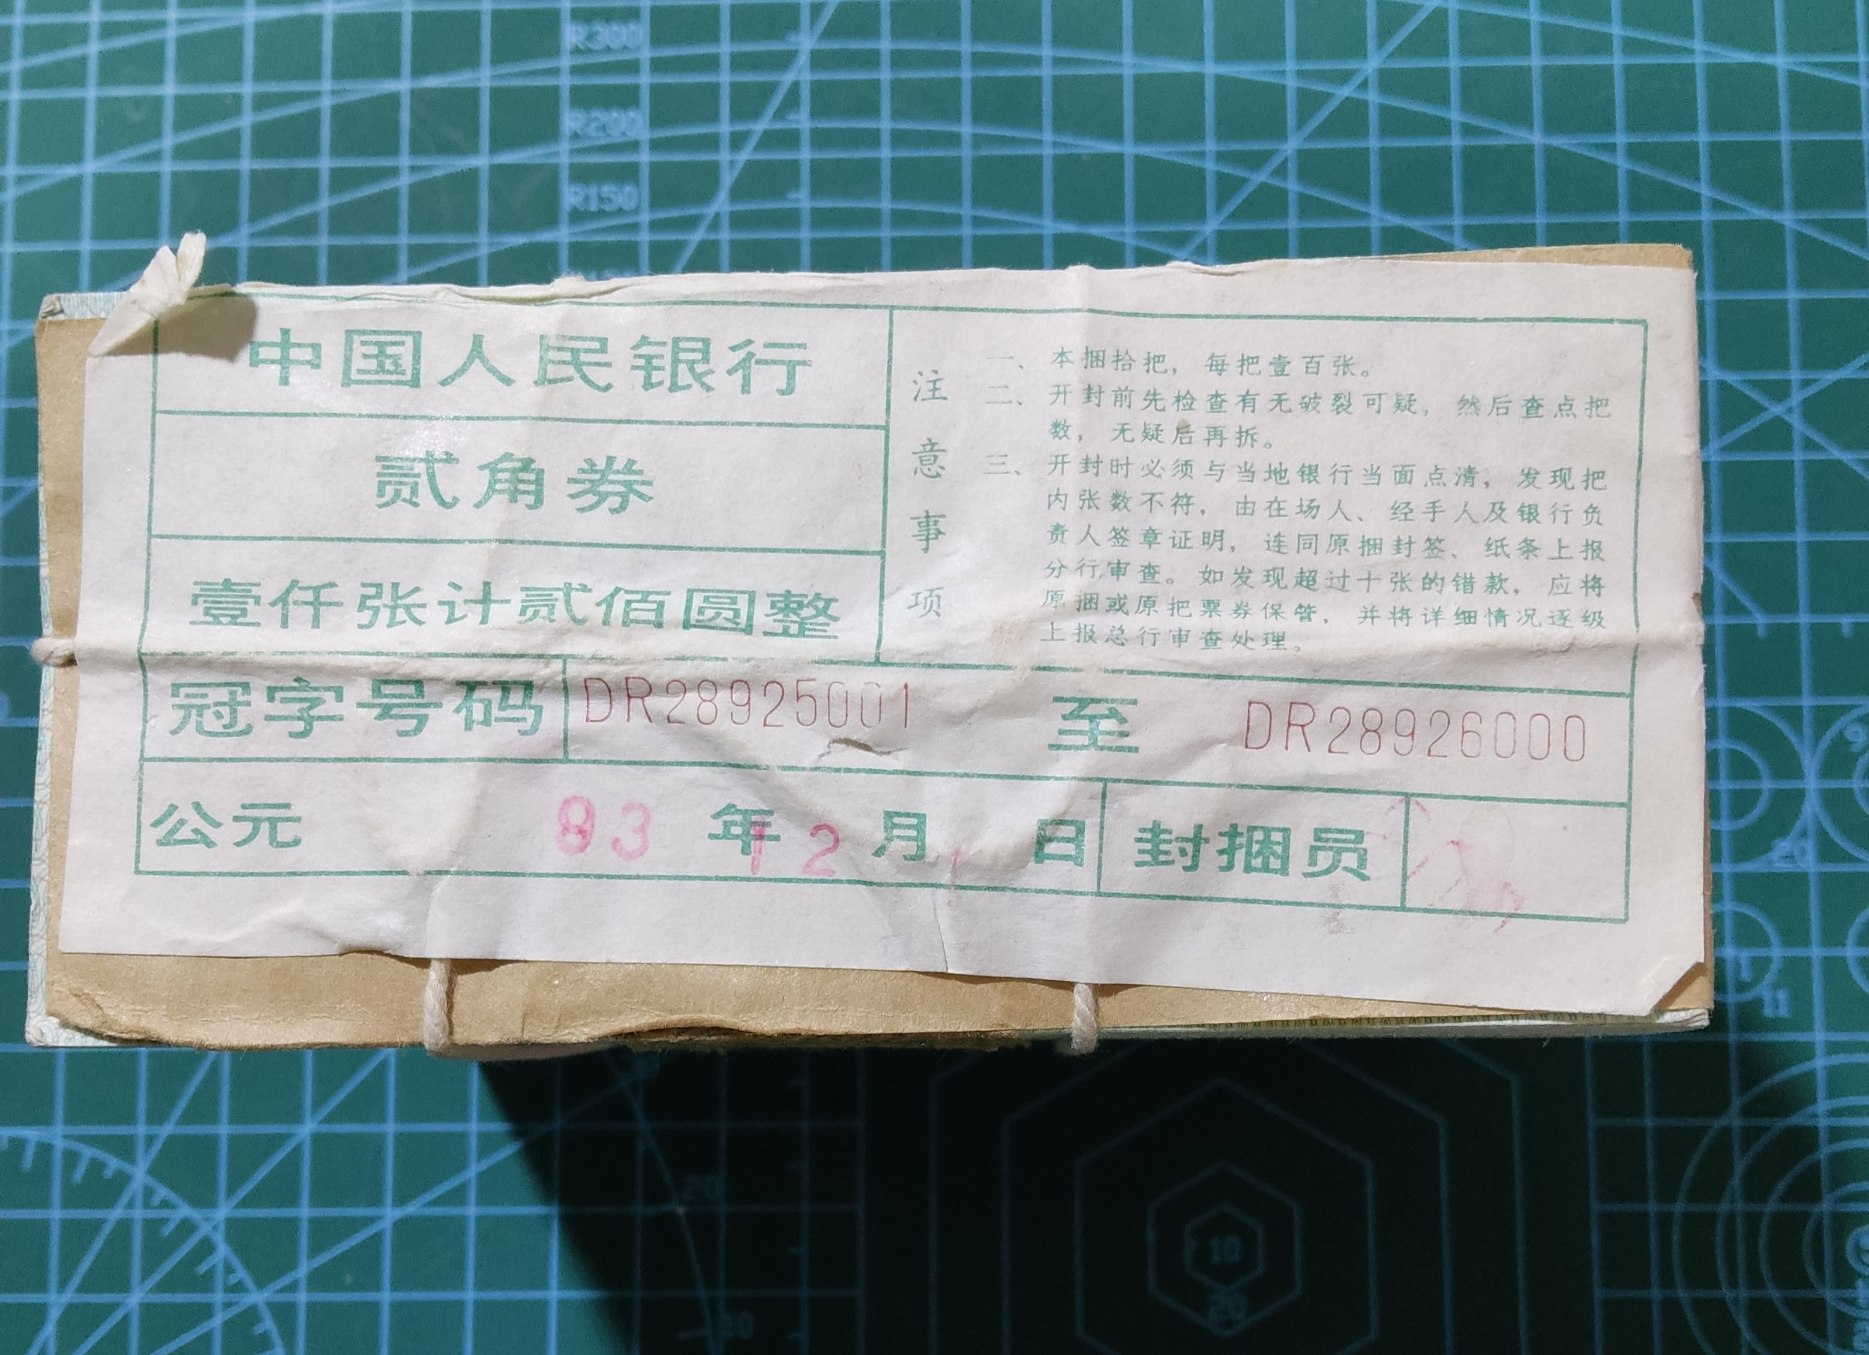 R300
R200
R150
中国人民银行
贰角券
壹仟张计贰佰圆整
注意事项
一、本捆拾把，每把壹百张。
二、开封前先检查有无破裂可疑，然后查点把
数，无疑后再拆。
三、开封时必须与当地银行当面点清，发现把
内张数不符，由在场人、经手人及银行负
责人签章证明，连同原捆封签、纸条上报
分行审查。如发现超过十张的错款，应将
原捆或原把票券保管，并将详细情况逐级
上报总行审查处理。
冠字号码 DR28925001 至 DR28926000
公元 93 年 12 月 日 封捆员
20
11
20
10
10
20